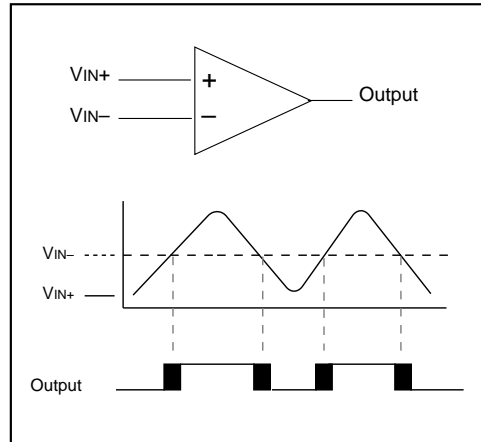 VIN+
+
Output
VIN–
–
VIN-
VIN+
Output